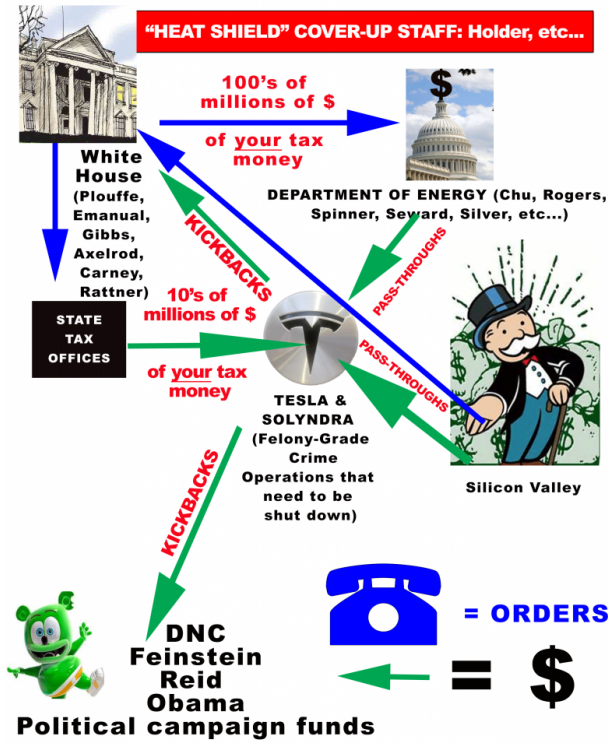 “HEAT SHIELD” COVER-UP STAFF: Holder, etc...
100’s of
millions of $
of your tax
money
$
White
House
(Plouffe,
Emanual,
Gibbs,
Axelrod,
Carney,
Rattner)
DEPARTMENT OF ENERGY (Chu, Rogers,
Spinner, Seward, Silver, etc...)
KICKBACKS
PASS-THROUGHS
PASS-THROUGHS
STATE
TAX
OFFICES
10’s of
millions of $
of your tax
money
TESLA &
SOLYNDRA
(Felony-Grade
Crime
Operations that
need to be
shut down)
Silicon Valley
KICKBACKS
DNC
Feinstein
Reid
Obama
Political campaign funds
= ORDERS
= $